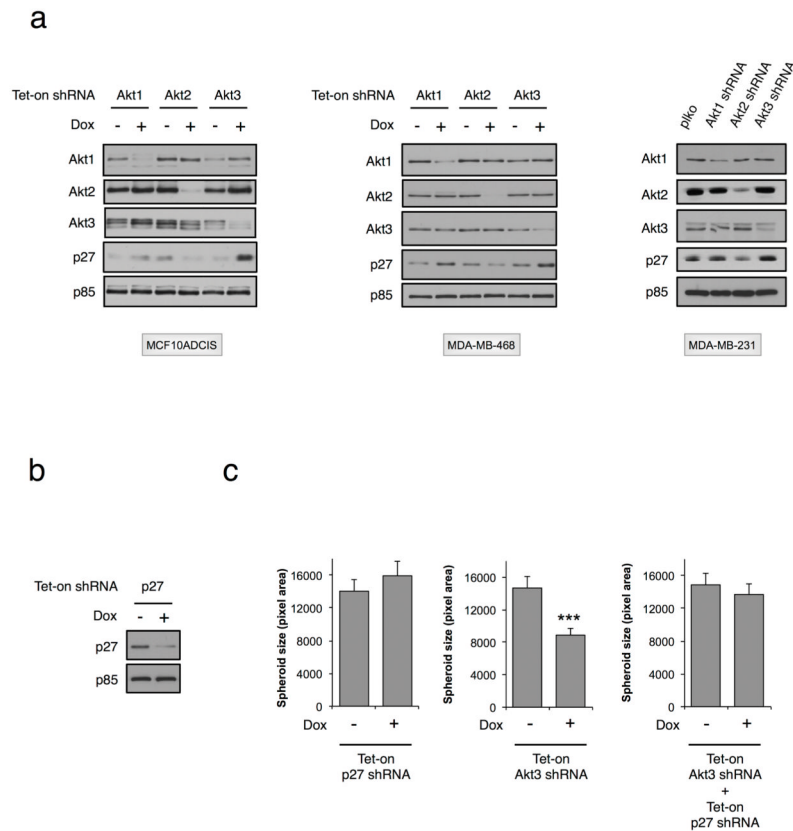 a
Tet-on shRNA Akt1 Akt2 Akt3
Dox - + - + - +
Akt1
Akt2
Akt3
p27
p85
MCF10ADCIS
Tet-on shRNA Akt1 Akt2 Akt3
Dox - + - + - +
Akt1
Akt2
Akt3
p27
p85
MDA-MB-468
plko Akt1 shRNA Akt2 shRNA Akt3 shRNA
Akt1
Akt2
Akt3
p27
p85
MDA-MB-231
b
Tet-on shRNA p27
Dox - +
p27
p85
c
Spheroid size (pixel area)
16000
12000
8000
4000
0
Dox - +
Tet-on
p27 shRNA
Spheroid size (pixel area)
16000
12000
8000
4000
0
***
Dox - +
Tet-on
Akt3 shRNA
Spheroid size (pixel area)
16000
12000
8000
4000
0
Dox - +
Tet-on
Akt3 shRNA
+
Tet-on
p27 shRNA